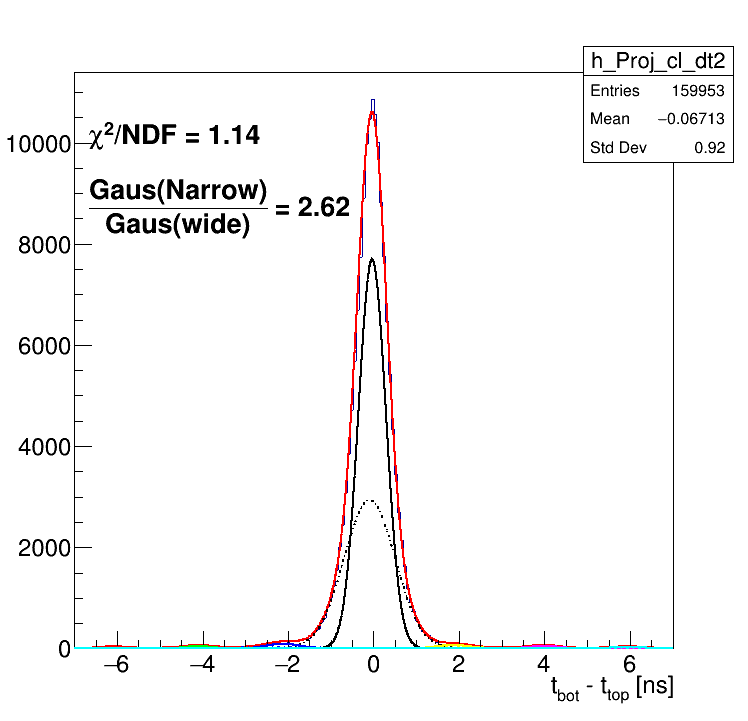 h_Proj_cl_dt2
Entries 159953
Mean −0.06713
Std Dev 0.92
χ²/NDF = 1.14
Gaus(Narrow)
Gaus(wide)
= 2.62
10000
8000
6000
4000
2000
0
−6 −4 −2 0 2 4 6
t_bot - t_top [ns]